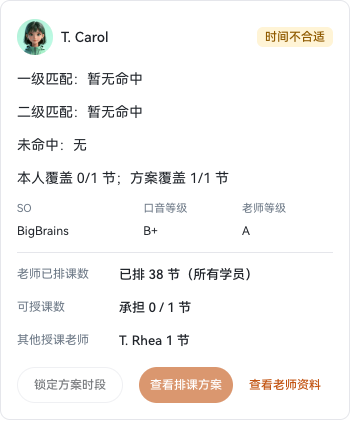 T. Carol 时间不合适
一级匹配：暂无命中
二级匹配：暂无命中
未命中：无
本人覆盖 0/1 节；方案覆盖 1/1 节
SO 口音等级 老师等级
BigBrains B+ A
老师已排课数 已排 38 节（所有学员）
可授课数 承担 0 / 1 节
其他授课老师 T. Rhea 1 节
锁定方案时段 查看排课方案 查看老师资料